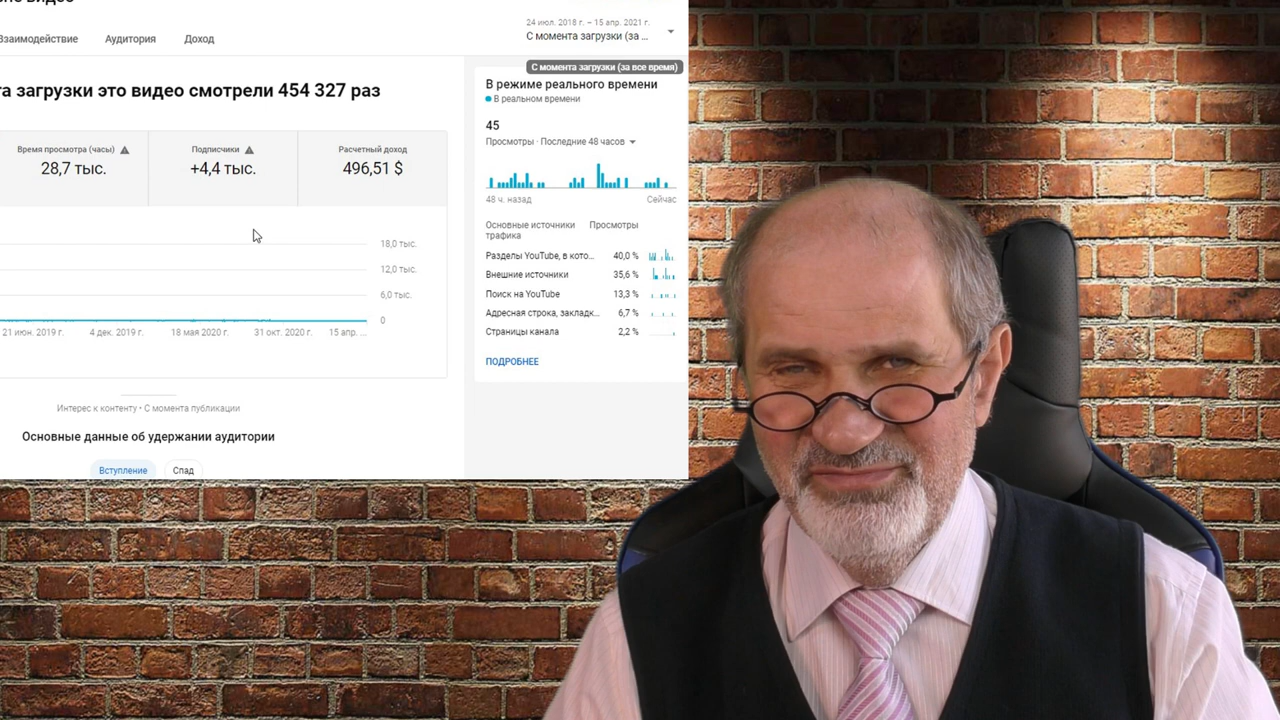 24 июл. 2018 г. – 15 апр. 2021 г.
С момента загрузки (за ...
Взаимодействие
Аудитория
Доход
С момента загрузки (за все время)
загрузки это видео смотрели 454 327 раз
Время просмотра (часы)
28,7 тыс.
Подписчики
+4,4 тыс.
Расчетный доход
496,51 $
18,0 тыс.
12,0 тыс.
6,0 тыс.
0
21 июн. 2019 г.
4 дек. 2019 г.
18 мая 2020 г.
31 окт. 2020 г.
15 апр. ...
Интерес к контенту • С момента публикации
Основные данные об удержании аудитории
Вступление
Спад
В режиме реального времени
В реальном времени
45
Просмотры · Последние 48 часов
48 ч. назад
Сейчас
Основные источники
трафика
Просмотры
Разделы YouTube, в кото... 40,0 %
Внешние источники 35,6 %
Поиск на YouTube 13,3 %
Адресная строка, закладк... 6,7 %
Страницы канала 2,2 %
ПОДРОБНЕЕ